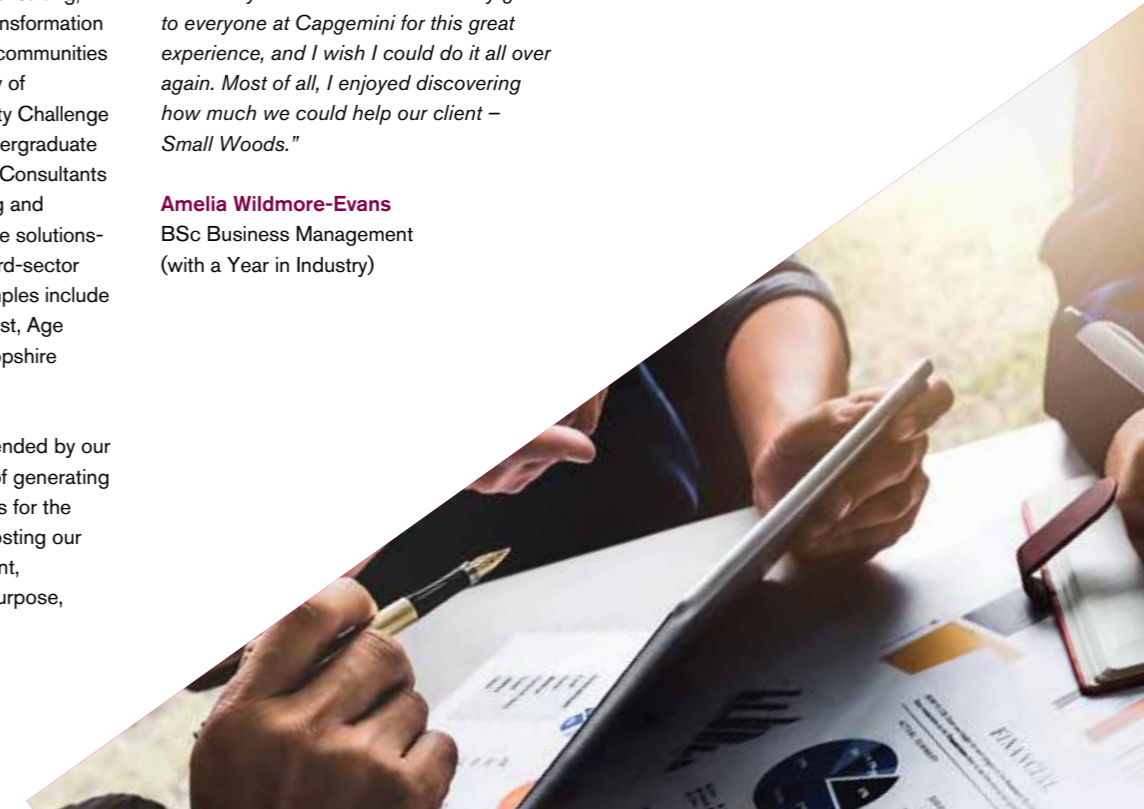 nsformation
communities
of
ty Challenge
ergraduate
Consultants
g and
e solutions-
rd-sector
ples include
st, Age
pshire
ended by our
of generating
s for the
sting our
nt,
urpose,
to everyone at Capgemini for this great
experience, and I wish I could do it all over
again. Most of all, I enjoyed discovering
how much we could help our client –
Small Woods.”
Amelia Wildmore-Evans
BSc Business Management
(with a Year in Industry)
FINANCIAL